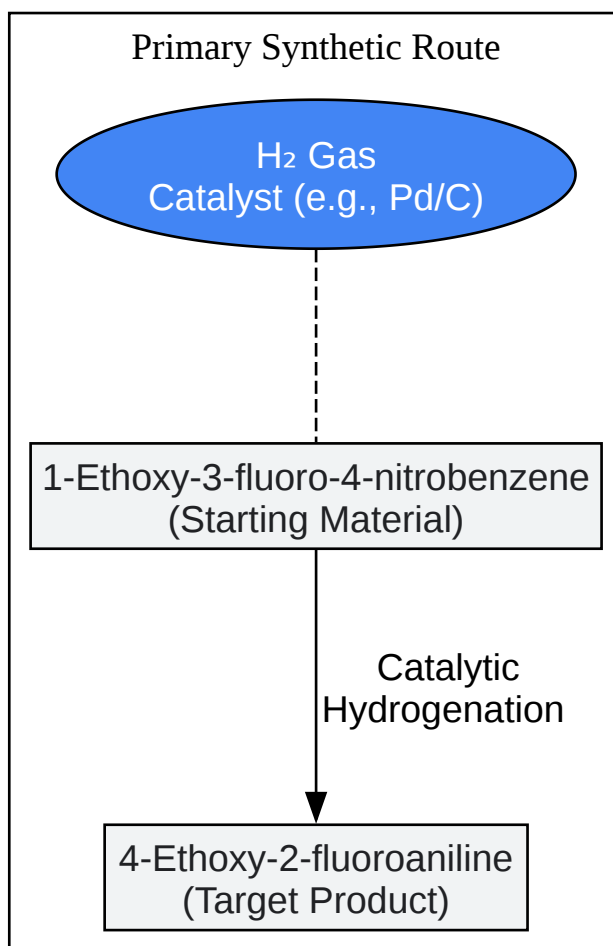 Primary Synthetic Route
H₂ Gas
Catalyst (e.g., Pd/C)
1-Ethoxy-3-fluoro-4-nitrobenzene
(Starting Material)
Catalytic
Hydrogenation
4-Ethoxy-2-fluoroaniline
(Target Product)